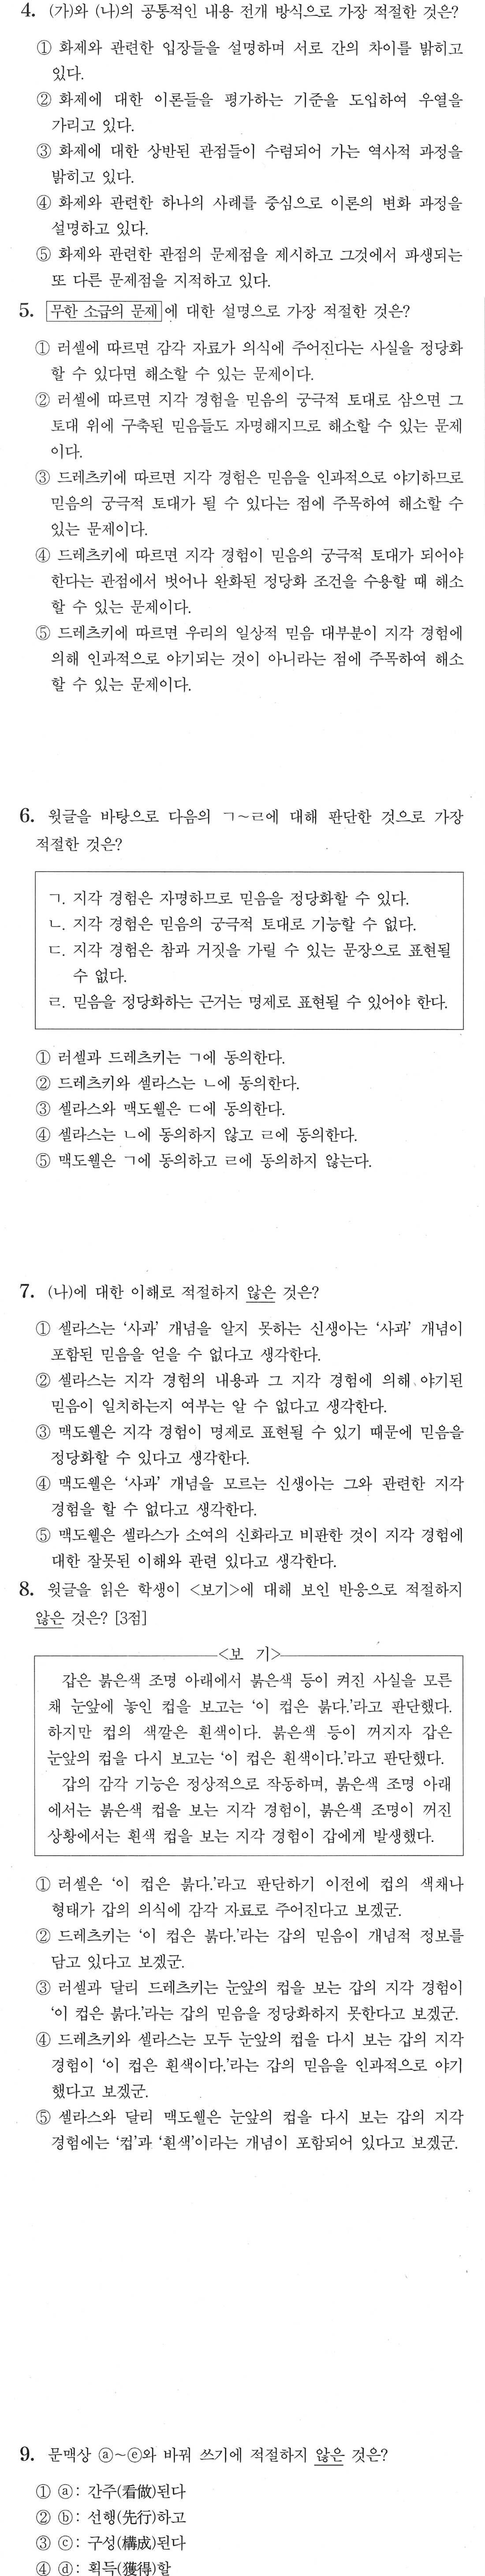 4. (가)와 (나)의 공통적인 내용 전개 방식으로 가장 적절한 것은?
① 화제와 관련한 입장들을 설명하며 서로 간의 차이를 밝히고
있다.
② 화제에 대한 이론들을 평가하는 기준을 도입하여 우열을
가리고 있다.
③ 화제에 대한 상반된 관점들이 수렴되어 가는 역사적 과정을
밝히고 있다.
④ 화제와 관련한 하나의 사례를 중심으로 이론의 변화 과정을
설명하고 있다.
⑤ 화제와 관련한 관점의 문제점을 제시하고 그것에서 파생되는
또 다른 문제점을 지적하고 있다.
5. 무한 소급의 문제에 대한 설명으로 가장 적절한 것은?
① 러셀에 따르면 감각 자료가 의식에 주어진다는 사실을 정당화
할 수 있다면 해소할 수 있는 문제이다.
② 러셀에 따르면 지각 경험을 믿음의 궁극적 토대로 삼으면 그
토대 위에 구축된 믿음들도 자명해지므로 해소할 수 있는 문제
이다.
③ 드레츠키에 따르면 지각 경험은 믿음을 인과적으로 야기하므로
믿음의 궁극적 토대가 될 수 있다는 점에 주목하여 해소할 수
있는 문제이다.
④ 드레츠키에 따르면 지각 경험이 믿음의 궁극적 토대가 되어야
한다는 관점에서 벗어나 완화된 정당화 조건을 수용할 때 해소
할 수 있는 문제이다.
⑤ 드레츠키에 따르면 우리의 일상적 믿음 대부분이 지각 경험에
의해 인과적으로 야기되는 것이 아니라는 점에 주목하여 해소
할 수 있는 문제이다.
6. 윗글을 바탕으로 다음의 ㄱ~ㄹ에 대해 판단한 것으로 가장
적절한 것은?
ㄱ. 지각 경험은 자명하므로 믿음을 정당화할 수 있다.
ㄴ. 지각 경험은 믿음의 궁극적 토대로 기능할 수 없다.
ㄷ. 지각 경험은 참과 거짓을 가릴 수 있는 문장으로 표현될
수 없다.
ㄹ. 믿음을 정당화하는 근거는 명제로 표현될 수 있어야 한다.
① 러셀과 드레츠키는 ㄱ에 동의한다.
② 드레츠키와 셀라스는 ㄴ에 동의한다.
③ 셀라스와 맥도웰은 ㄷ에 동의한다.
④ 셀라스는 ㄴ에 동의하지 않고 ㄹ에 동의한다.
⑤ 맥도웰은 ㄱ에 동의하고 ㄹ에 동의하지 않는다.
7. (나)에 대한 이해로 적절하지 않은 것은?
① 셀라스는 ‘사과’ 개념을 알지 못하는 신생아는 ‘사과’ 개념이
포함된 믿음을 얻을 수 없다고 생각한다.
② 셀라스는 지각 경험의 내용과 그 지각 경험에 의해 야기된
믿음이 일치하는지 여부는 알 수 없다고 생각한다.
③ 맥도웰은 지각 경험이 명제로 표현될 수 있기 때문에 믿음을
정당화할 수 있다고 생각한다.
④ 맥도웰은 ‘사과’ 개념을 모르는 신생아는 그와 관련한 지각
경험을 할 수 없다고 생각한다.
⑤ 맥도웰은 셀라스가 소여의 신화라고 비판한 것이 지각 경험에
대한 잘못된 이해와 관련 있다고 생각한다.
8. 윗글을 읽은 학생이 <보기>에 대해 보인 반응으로 적절하지
않은 것은? [3점]
<보 기>
갑은 붉은색 조명 아래에서 붉은색 등이 켜진 사실을 모른
채 눈앞에 놓인 컵을 보고는 ‘이 컵은 붉다.’라고 판단했다.
하지만 컵의 색깔은 흰색이다. 붉은색 등이 꺼지자 갑은
눈앞의 컵을 다시 보고는 ‘이 컵은 흰색이다.’라고 판단했다.
갑의 감각 기능은 정상적으로 작동하며, 붉은색 조명 아래
에서는 붉은색 컵을 보는 지각 경험이, 붉은색 조명이 꺼진
상황에서는 흰색 컵을 보는 지각 경험이 갑에게 발생했다.
① 러셀은 ‘이 컵은 붉다.’라고 판단하기 이전에 컵의 색채나
형태가 갑의 의식에 감각 자료로 주어진다고 보겠군.
② 드레츠키는 ‘이 컵은 붉다.’라는 갑의 믿음이 개념적 정보를
담고 있다고 보겠군.
③ 러셀과 달리 드레츠키는 눈앞의 컵을 보는 갑의 지각 경험이
‘이 컵은 붉다.’라는 갑의 믿음을 정당화하지 못한다고 보겠군.
④ 드레츠키와 셀라스는 모두 눈앞의 컵을 다시 보는 갑의 지각
경험이 ‘이 컵은 흰색이다.’라는 갑의 믿음을 인과적으로 야기
했다고 보겠군.
⑤ 셀라스와 달리 맥도웰은 눈앞의 컵을 다시 보는 갑의 지각
경험에는 ‘컵’과 ‘흰색’이라는 개념이 포함되어 있다고 보겠군.
9. 문맥상 ⓐ~ⓔ와 바꿔 쓰기에 적절하지 않은 것은?
① ⓐ: 간주(看做)된다
② ⓑ: 선행(先行)하고
③ ⓒ: 구성(構成)된다
④ ⓓ: 획득(獲得)할